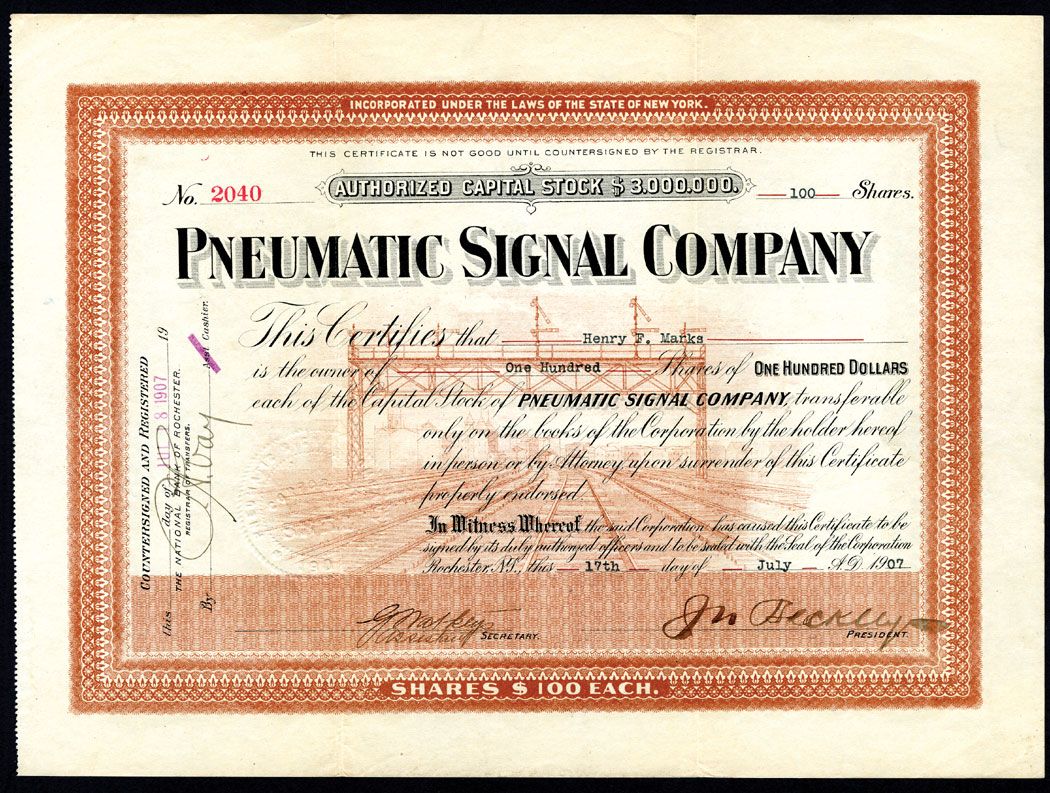 INCORPORATED UNDER THE LAWS OF THE STATE OF NEW YORK.
THIS CERTIFICATE IS NOT GOOD UNTIL COUNTERSIGNED BY THE REGISTRAR.
No. 2040
AUTHORIZED CAPITAL STOCK $ 3.000.000.
100 Shares.
PNEUMATIC SIGNAL COMPANY
This Certifies that Henry F. Marks
is the owner of One Hundred Shares of ONE HUNDRED DOLLARS
each of the Capital Stock of PNEUMATIC SIGNAL COMPANY, transferable
only on the books of the Corporation by the holder hereof
in person or by Attorney upon surrender of this Certificate
properly endorsed.
In Witness Whereof the said Corporation has caused this Certificate to be
signed by its duly authorized officers and to be sealed with the Seal of the Corporation
Rochester, N.Y., this 17th day of July A.D. 1907
SECRETARY.
J N Beckley
PRESIDENT.
SHARES $ 100 EACH.
COUNTERSIGNED AND REGISTERED
this day of 19
8 1907
THE NATIONAL BANK OF ROCHESTER.
REGISTRAR OF TRANSFERS.
By Asst Cashier.